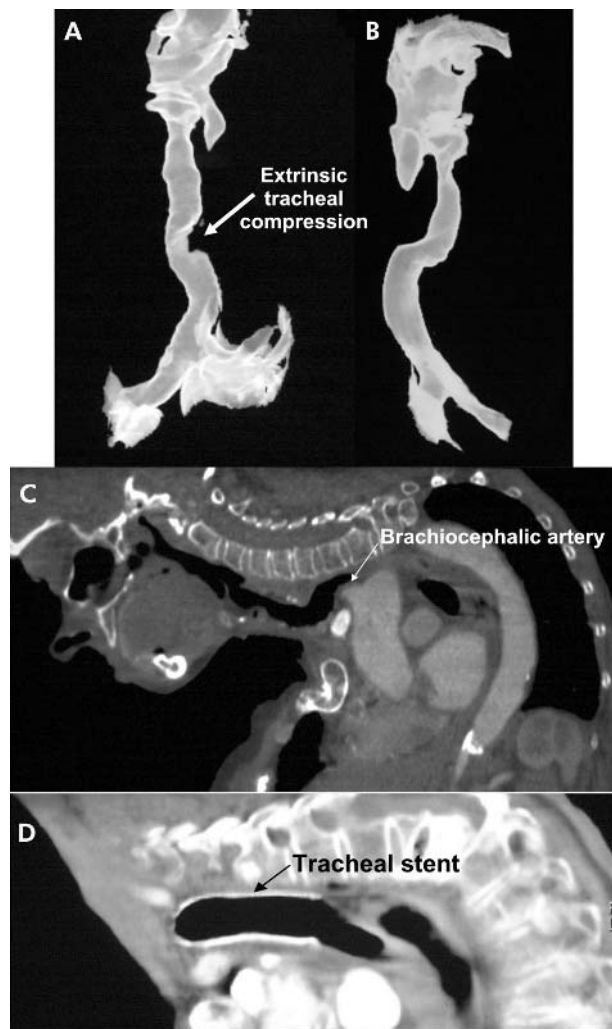 A
B
Extrinsic
tracheal
compression
C
Brachiocephalic artery
D
Tracheal stent